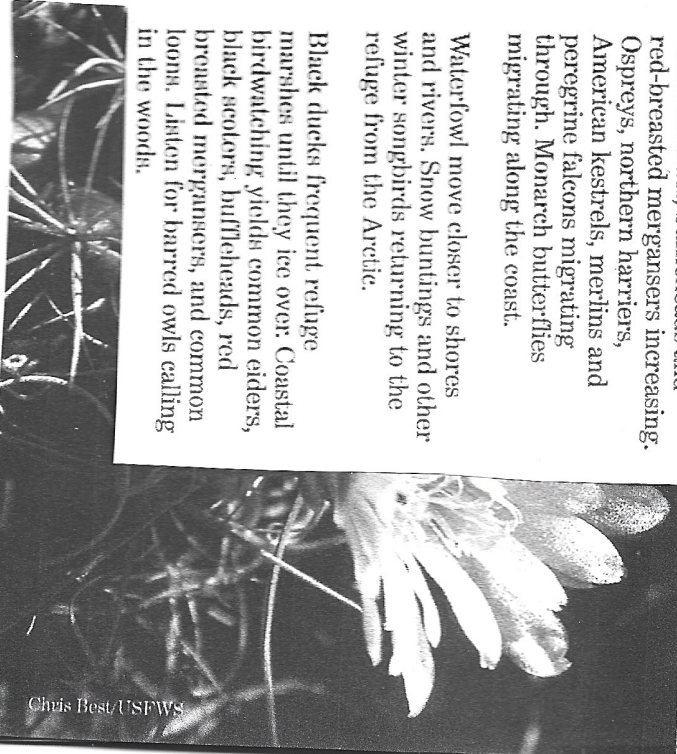 red-breasted mergansers increasing.
Ospreys, northern harriers,
American kestrels, merlins and
peregrine falcons migrating
through. Monarch butterflies
migrating along the coast.
Waterfowl move closer to shores
and rivers. Snow buntings and other
winter songbirds returning to the
refuge from the Arctic.
Black ducks frequent refuge
marshes until they ice over. Coastal
birdwatching yields common eiders,
black scoters, buffleheads, red
breasted mergansers, and common
loons. Listen for barred owls calling
in the woods.
Chris Best/USFWS